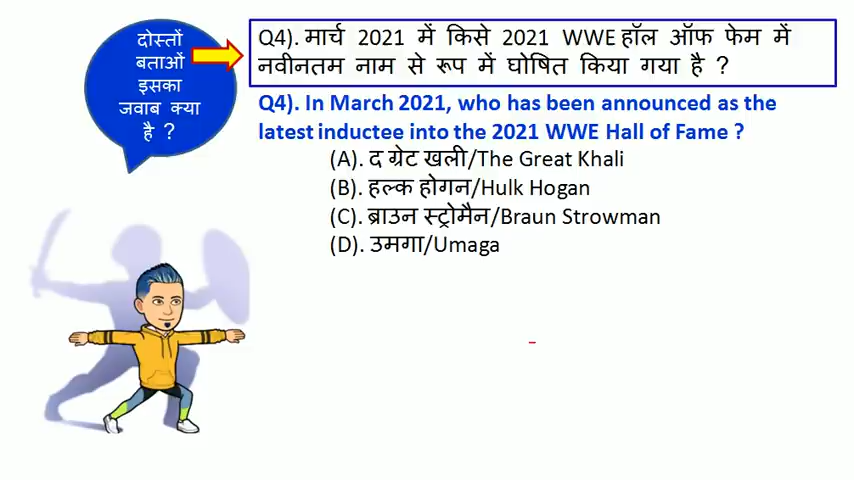 दोस्तों
बताओं
इसका
जवाब क्या
है ?
Q4). मार्च 2021 में किसे 2021 WWE हॉल ऑफ फेम में
नवीनतम नाम से रूप में घोषित किया गया है ?
Q4). In March 2021, who has been announced as the
latest inductee into the 2021 WWE Hall of Fame ?
(A). द ग्रेट खली/The Great Khali
(B). हल्क होगन/Hulk Hogan
(C). ब्राउन स्ट्रोमैन/Braun Strowman
(D). उमगा/Umaga